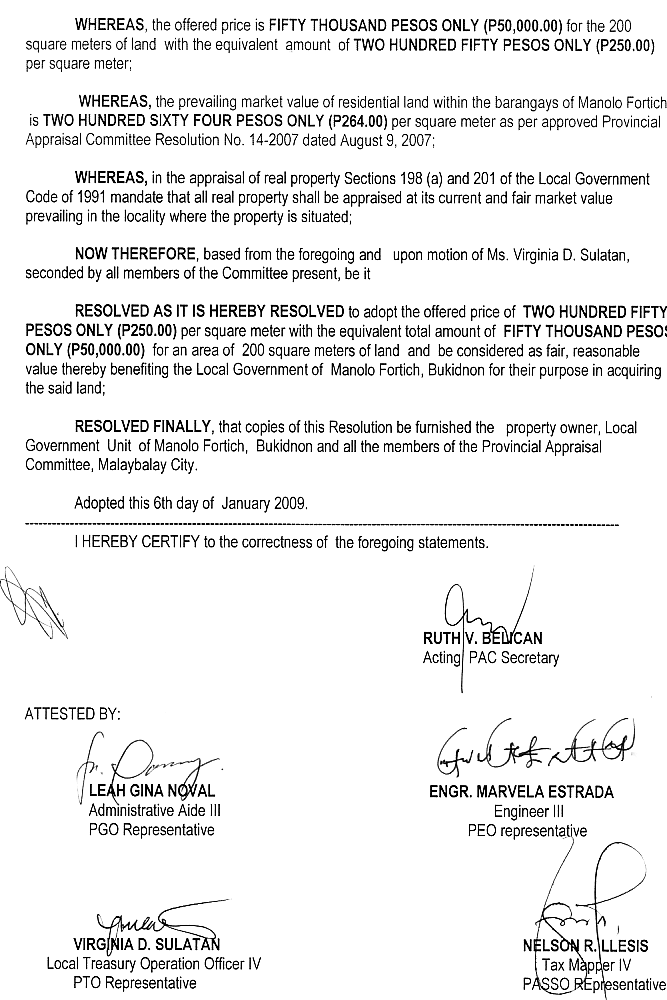 WHEREAS, the offered price is FIFTY THOUSAND PESOS ONLY (P50,000.00) for the 200
square meters of land with the equivalent amount of TWO HUNDRED FIFTY PESOS ONLY (P250.00)
per square meter;
WHEREAS, the prevailing market value of residential land within the barangays of Manolo Fortich
is TWO HUNDRED SIXTY FOUR PESOS ONLY (P264.00) per square meter as per approved Provincial
Appraisal Committee Resolution No. 14-2007 dated August 9, 2007;
WHEREAS, in the appraisal of real property Sections 198 (a) and 201 of the Local Government
Code of 1991 mandate that all real property shall be appraised at its current and fair market value
prevailing in the locality where the property is situated;
NOW THEREFORE, based from the foregoing and upon motion of Ms. Virginia D. Sulatan,
seconded by all members of the Committee present, be it
RESOLVED AS IT IS HEREBY RESOLVED to adopt the offered price of TWO HUNDRED FIFTY
PESOS ONLY (P250.00) per square meter with the equivalent total amount of FIFTY THOUSAND PESOS
ONLY (P50,000.00) for an area of 200 square meters of land and be considered as fair, reasonable
value thereby benefiting the Local Government of Manolo Fortich, Bukidnon for their purpose in acquiring
the said land;
RESOLVED FINALLY, that copies of this Resolution be furnished the property owner, Local
Government Unit of Manolo Fortich, Bukidnon and all the members of the Provincial Appraisal
Committee, Malaybalay City.
Adopted this 6th day of January 2009.
I HEREBY CERTIFY to the correctness of the foregoing statements.
RUTH V. BELICAN
Acting PAC Secretary
ATTESTED BY:
LEAH GINA NOVAL
Administrative Aide III
PGO Representative
ENGR. MARVELA ESTRADA
Engineer III
PEO representative
VIRGINIA D. SULATAN
Local Treasury Operation Officer IV
PTO Representative
NELSON R. ILLESIS
Tax Mapper IV
PASSO REpresentative